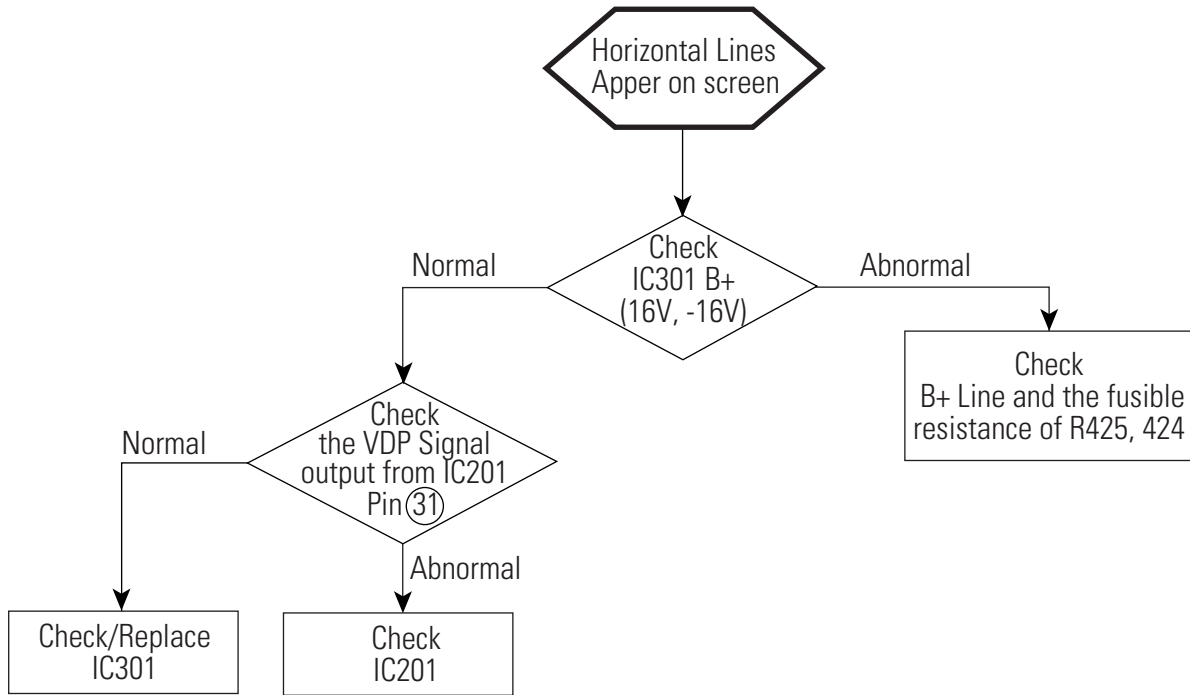 Horizontal Lines
Apper on screen
Check
IC301 B+
(16V, -16V)
Normal
Abnormal
Check
B+ Line and the fusible
resistance of R425, 424
Check
the VDP Signal
output from IC201
Pin 31
Normal
Abnormal
Check/Replace
IC301
Check
IC201